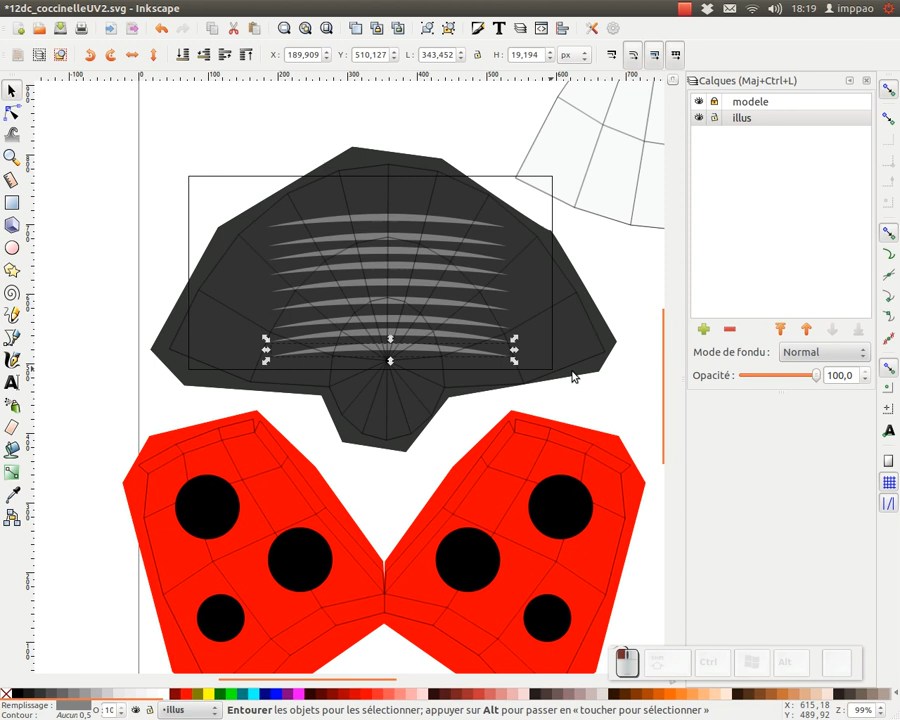 *12dc_coccinelleUV2.svg - Inkscape
18:19
imppao
X: 189,909 Y: 510,127 L: 343,452 H: 19,194 px
Calques (Maj+L)
modele
illus
Mode de fondu : Normal
Opacité : 100,0
Ctrl
Alt
Remplissage :
Contour : Aucun 0,5
O: 10
•illus
Entourer les objets pour les sélectionner; appuyer sur Alt pour passer en « toucher pour sélectionner »
X: 615,18
Y: 489,92
Z: 99%